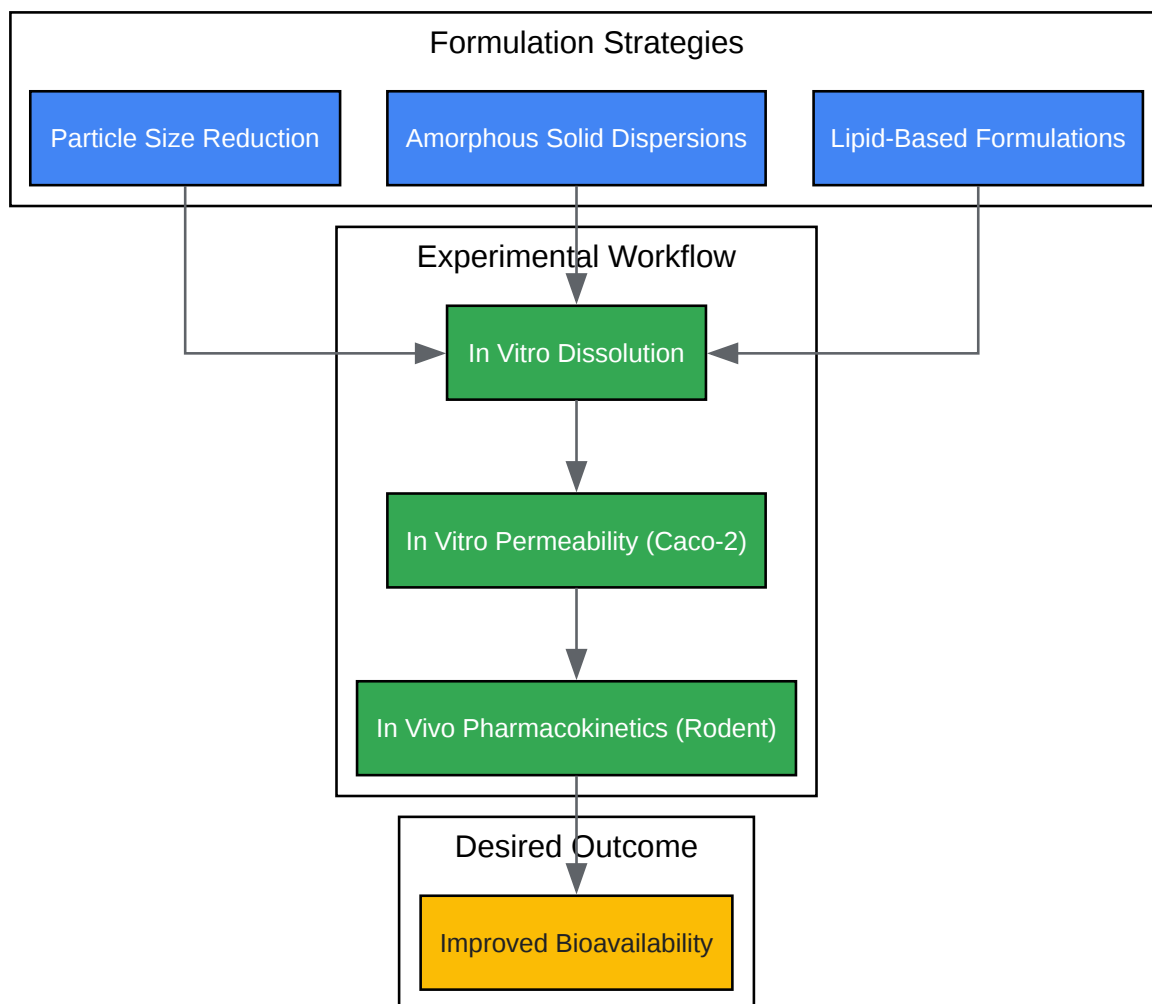 Formulation Strategies
Particle Size Reduction
Amorphous Solid Dispersions
Lipid-Based Formulations
Experimental Workflow
In Vitro Dissolution
In Vitro Permeability (Caco-2)
In Vivo Pharmacokinetics (Rodent)
Desired Outcome
Improved Bioavailability